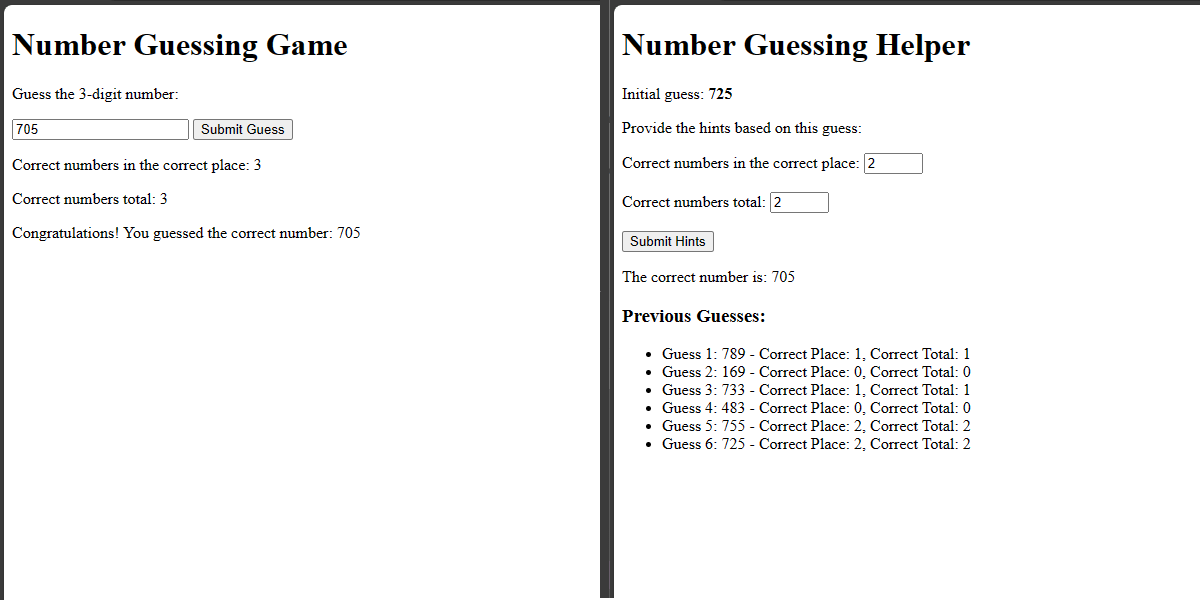 Number Guessing Game
Guess the 3-digit number:
705 Submit Guess
Correct numbers in the correct place: 3
Correct numbers total: 3
Congratulations! You guessed the correct number: 705
Number Guessing Helper
Initial guess: 725
Provide the hints based on this guess:
Correct numbers in the correct place: 2
Correct numbers total: 2
Submit Hints
The correct number is: 705
Previous Guesses:
• Guess 1: 789 - Correct Place: 1, Correct Total: 1
• Guess 2: 169 - Correct Place: 0, Correct Total: 0
• Guess 3: 733 - Correct Place: 1, Correct Total: 1
• Guess 4: 483 - Correct Place: 0, Correct Total: 0
• Guess 5: 755 - Correct Place: 2, Correct Total: 2
• Guess 6: 725 - Correct Place: 2, Correct Total: 2